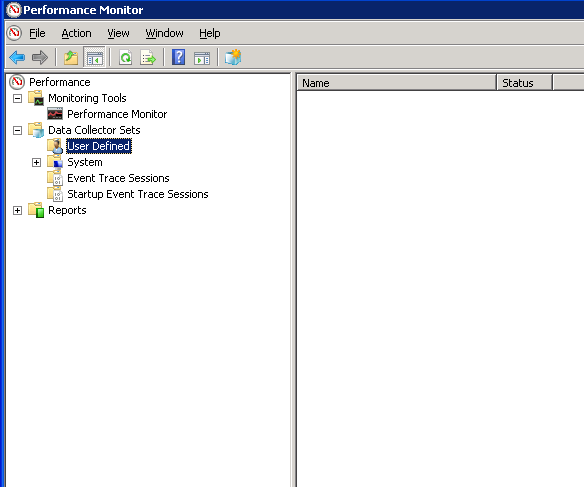 Performance Monitor
File Action View Window Help
Performance
Monitoring Tools
Performance Monitor
Data Collector Sets
User Defined
System
Event Trace Sessions
Startup Event Trace Sessions
Reports
Name Status